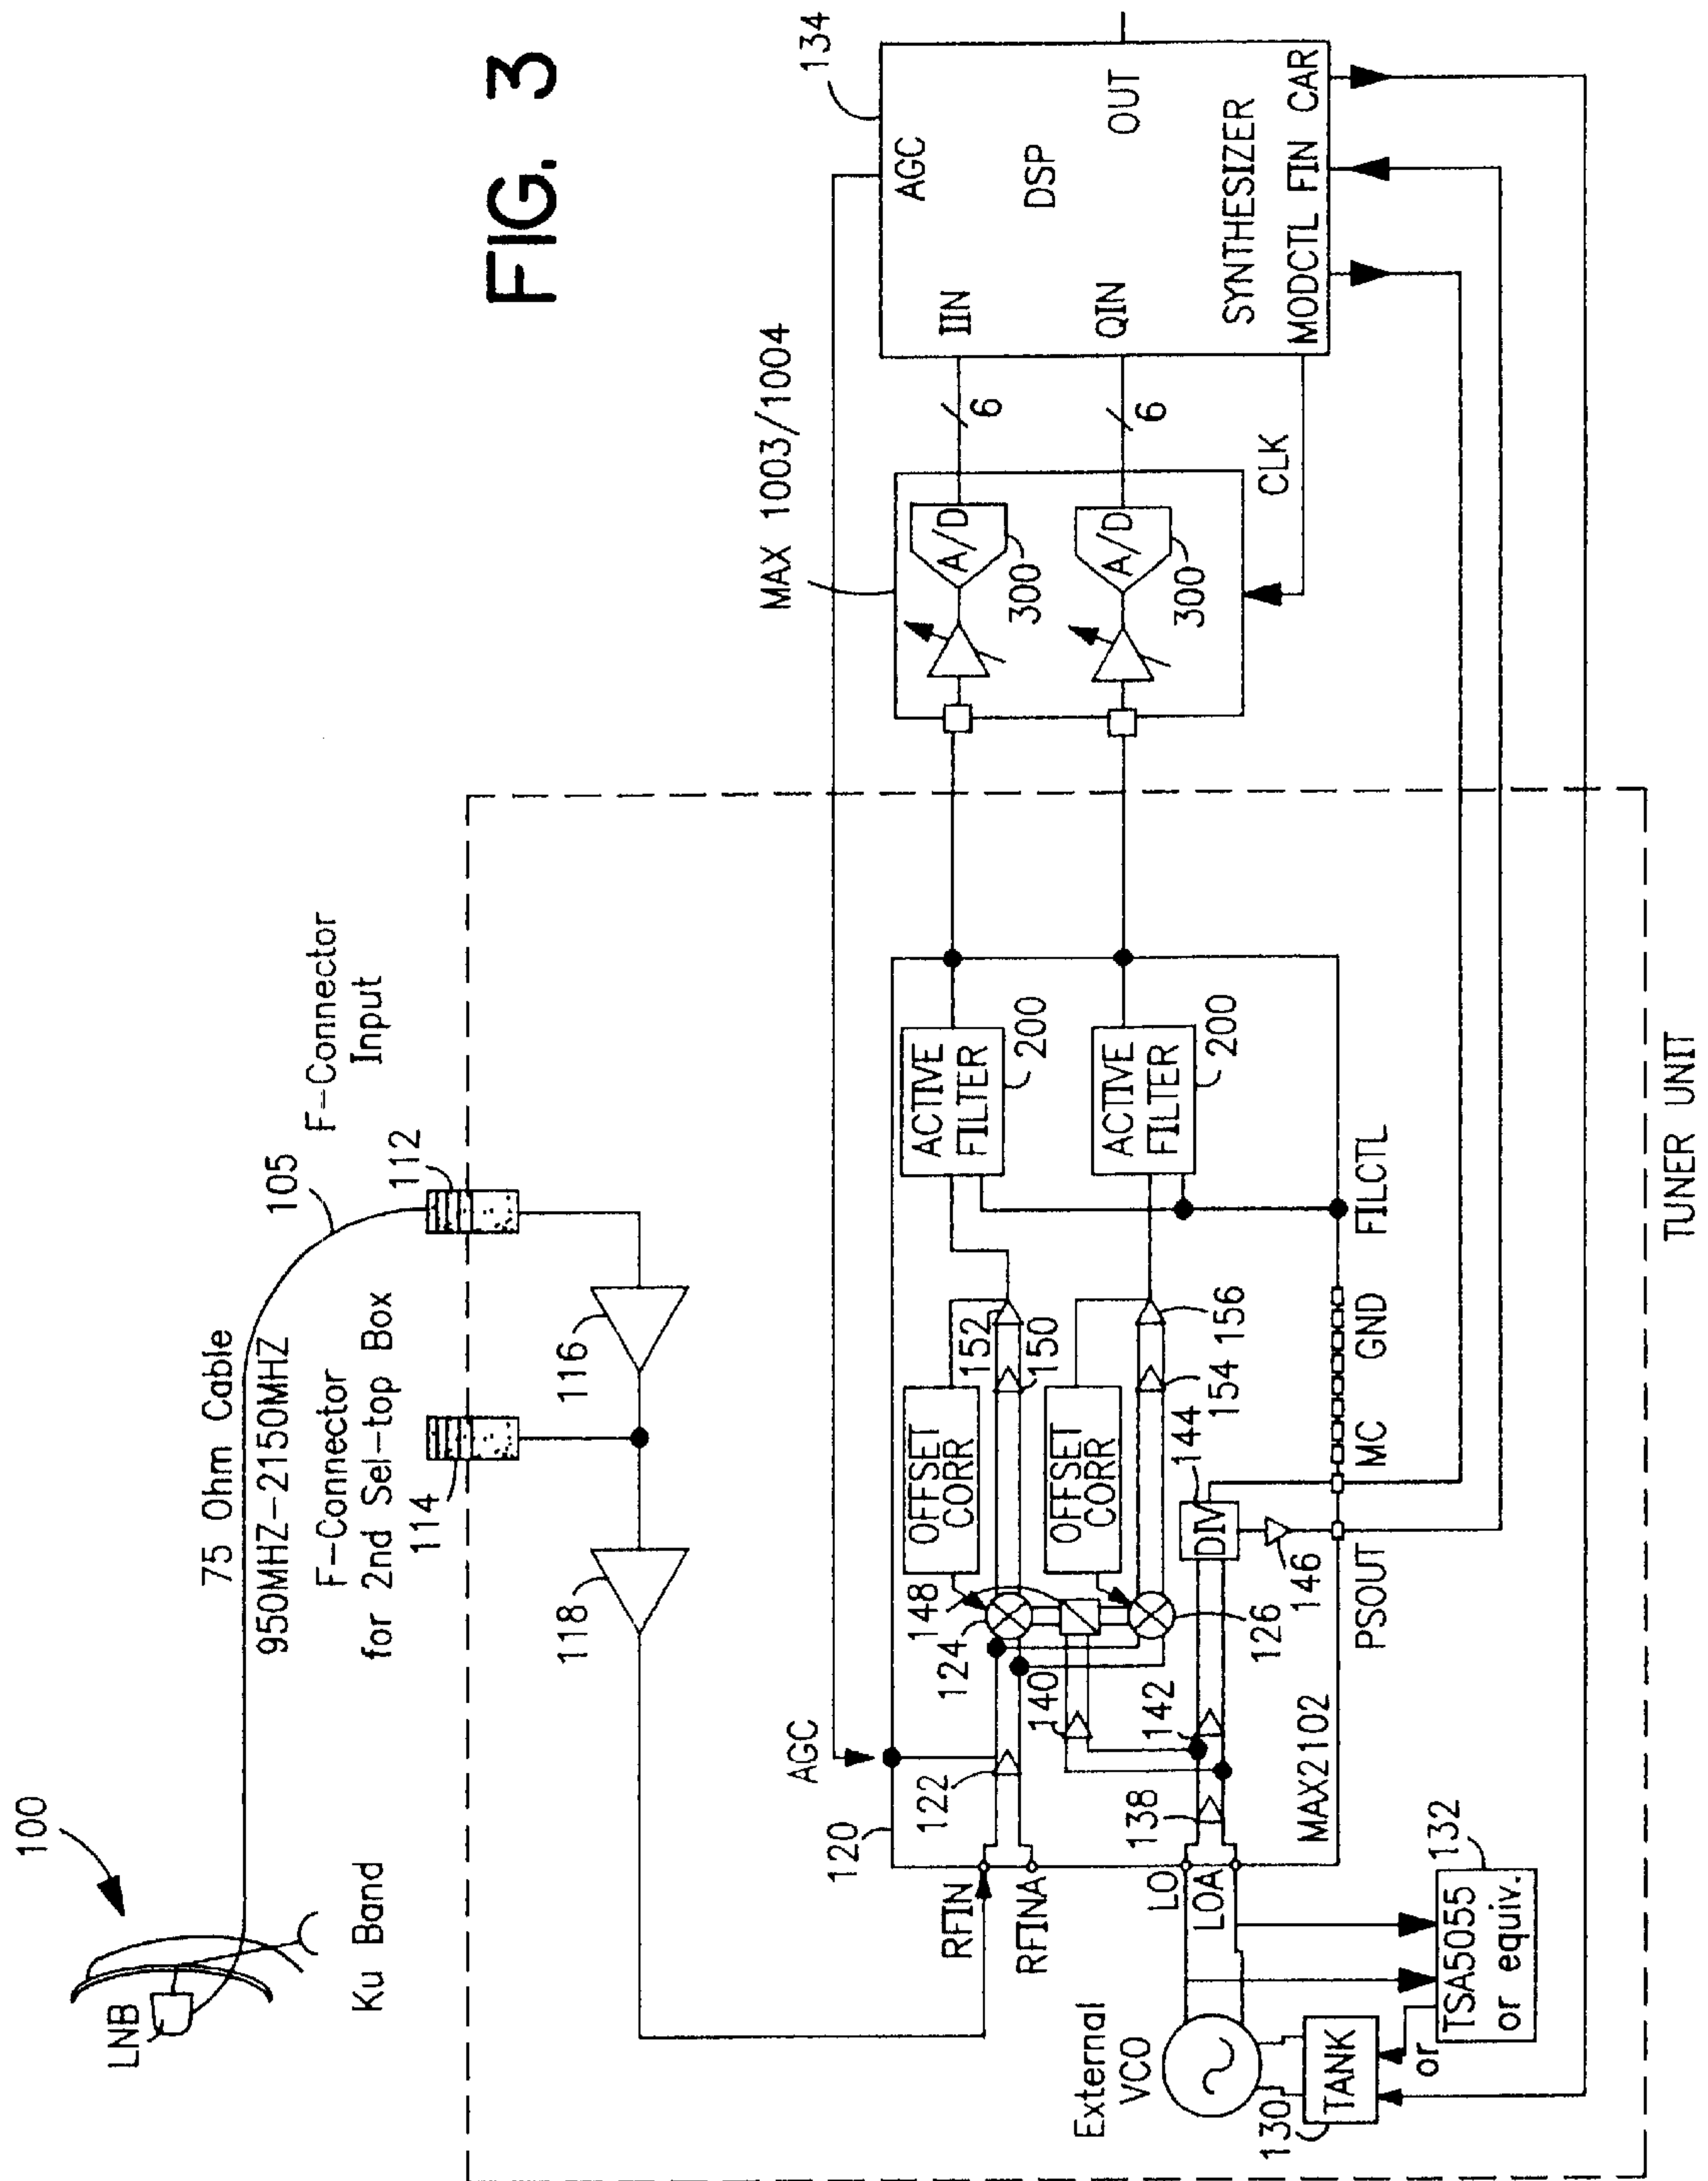 FIG. 3
100
LNB
Ku Band
75 Ohm Cable
950MHZ-2150MHZ
105
F-Connector
Input
112
F-Connector
for 2nd Sel-top Box
114
116
118
MAX 1003/1004
134
AGC
DSP
OUT
IIN
QIN
SYNTHESIZER
MODCTL FIN CAR
6
6
CLK
A/D
300
A/D
300
AGC
120
RFIN
RFINA
122
124
148
OFFSET
CORR
152
150
ACTIVE
FILTER
200
140
OFFSET
CORR
126
154
156
ACTIVE
FILTER
200
LO
LOA
138
142
DIV
144
146
MAX2102
PSOUT
MC
GND
FILCTL
External
VCO
130
TANK
or
TSA5055
or equiv.
132
TUNER UNIT